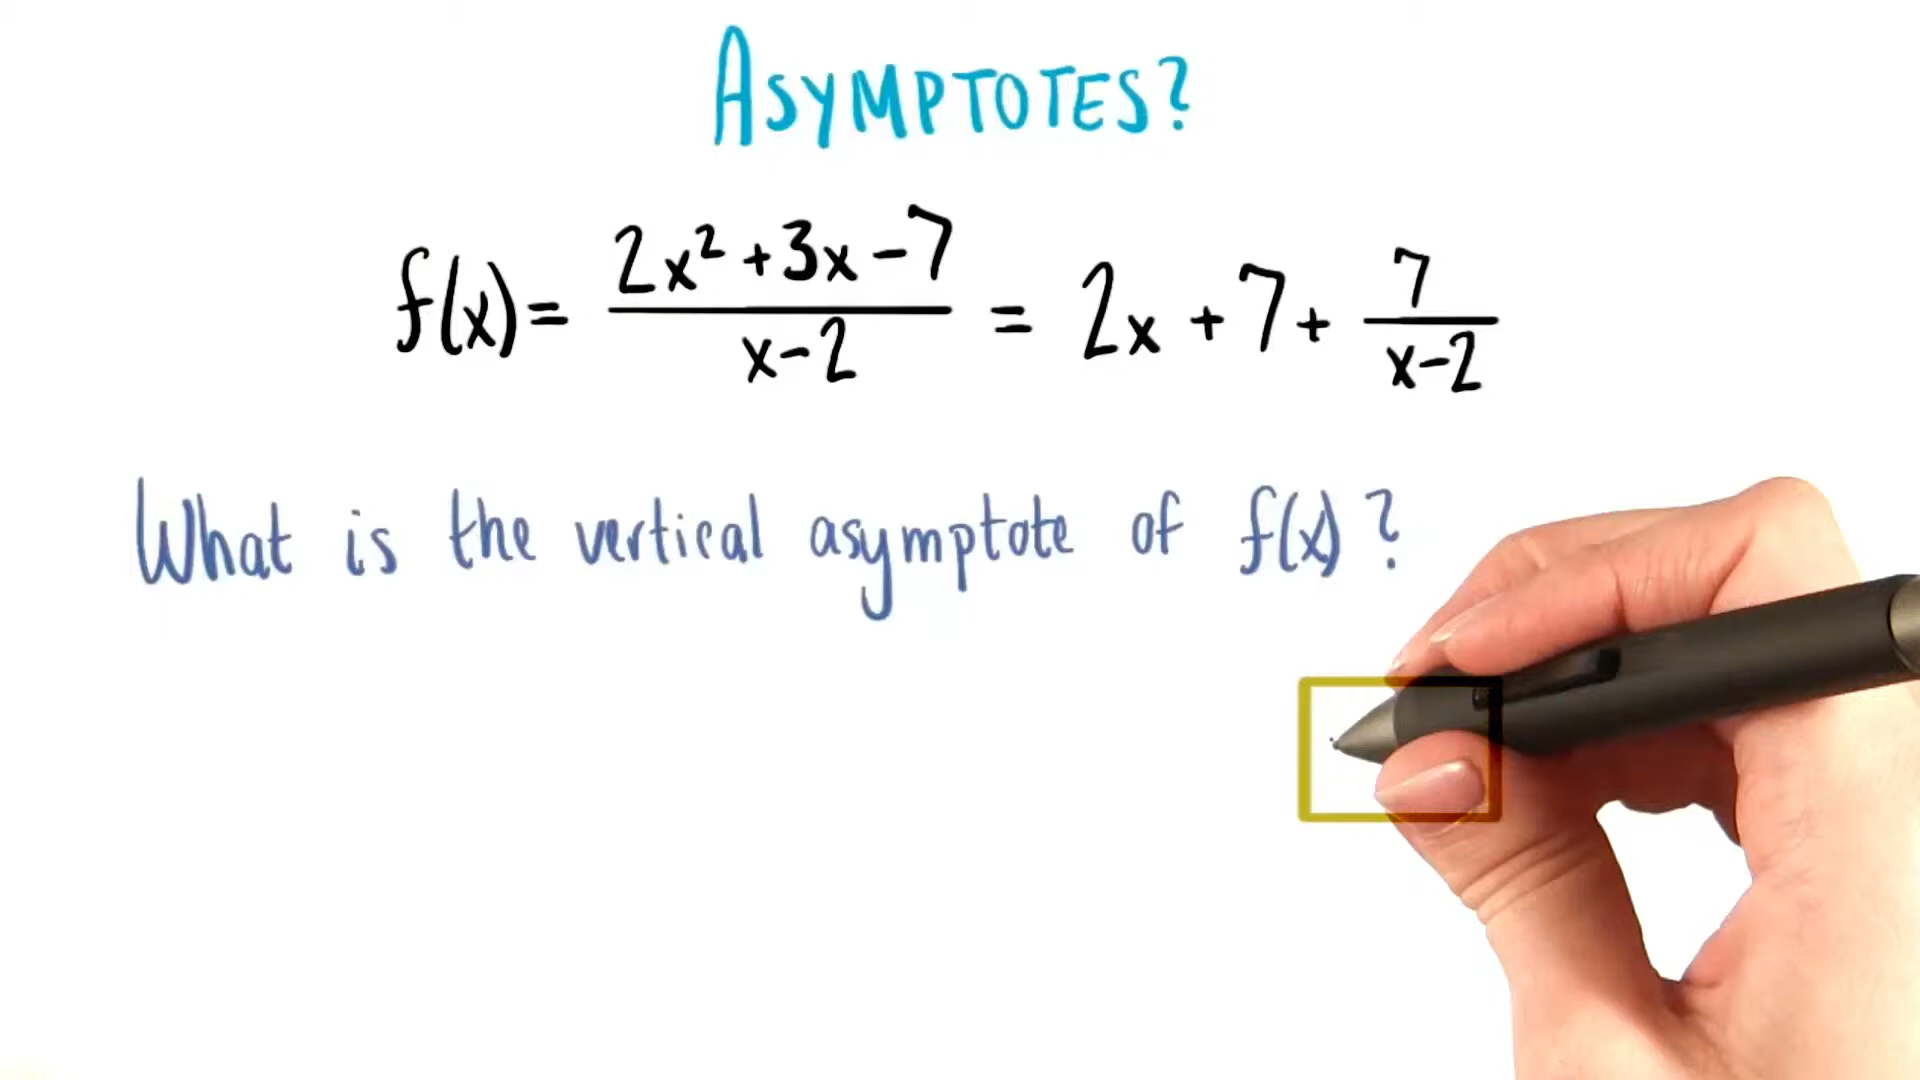 ASYMPTOTES?
f(x) = (2x² + 3x - 7)/(x - 2) = 2x + 7 + 7/(x - 2)
What is the vertical asymptote of f(x)?